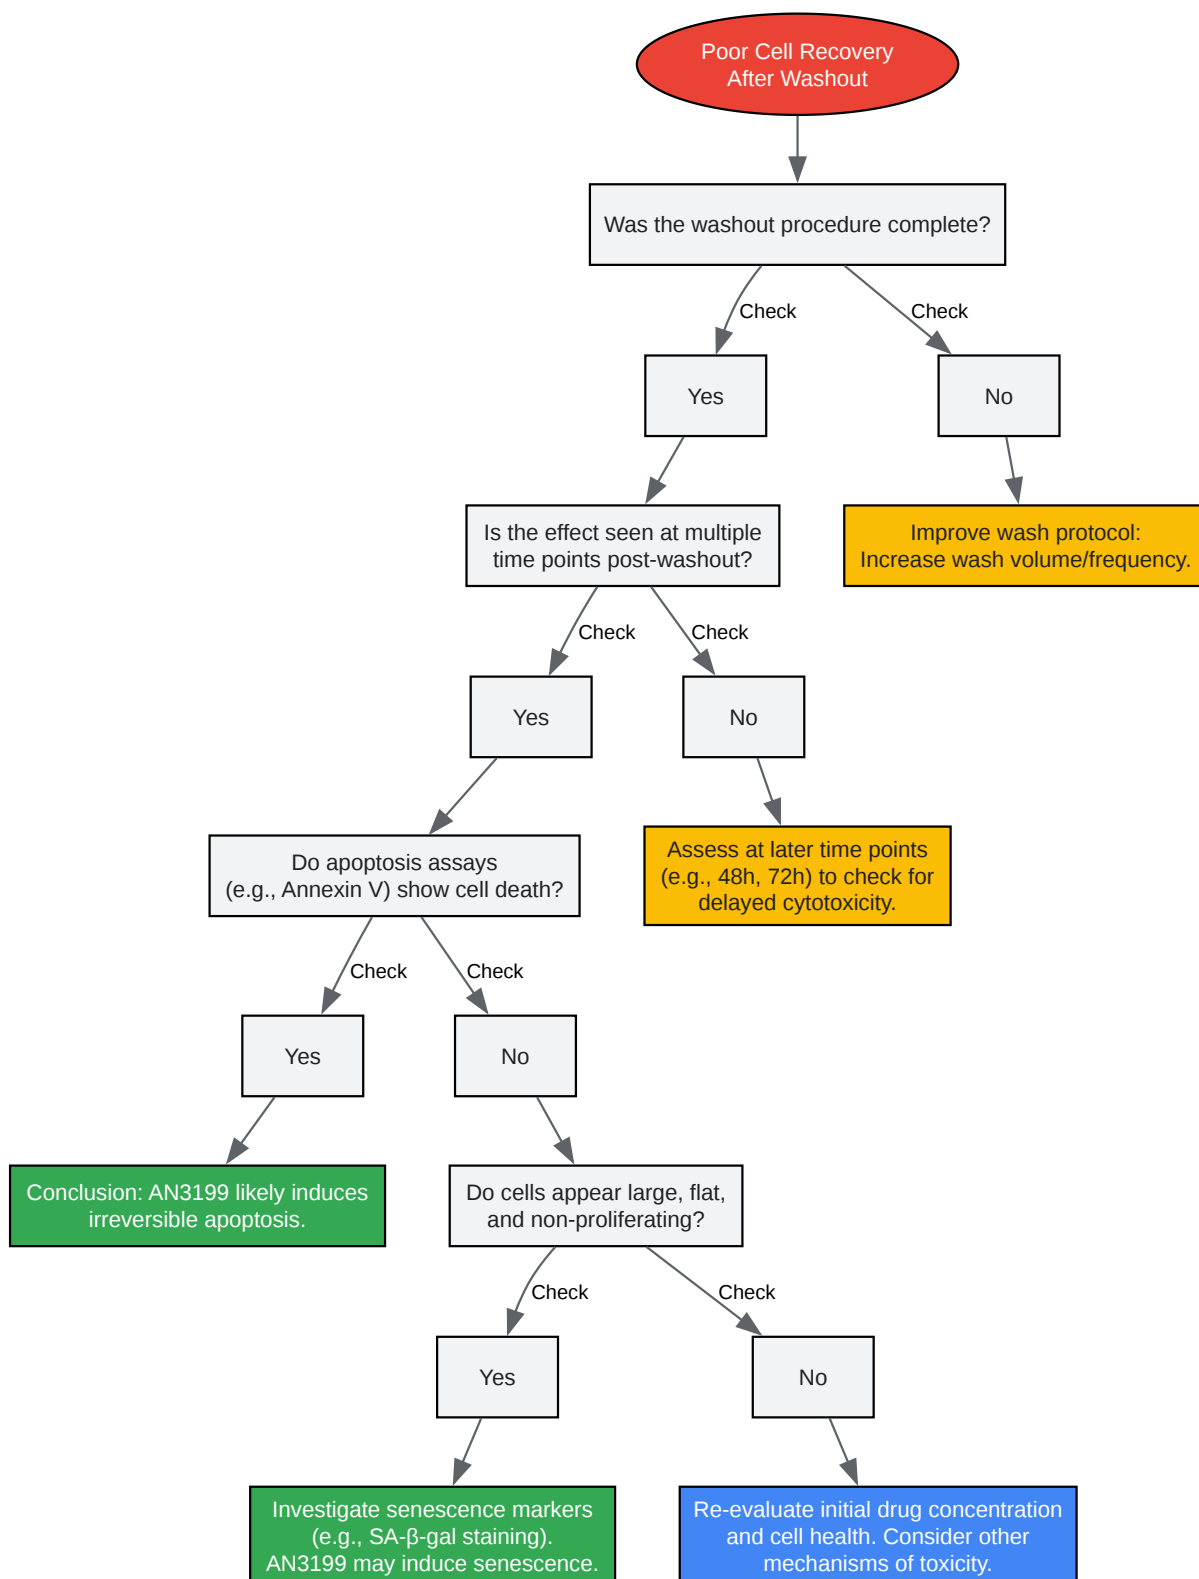 Poor Cell Recovery
After Washout
Was the washout procedure complete?
Check
Check
Yes
No
Is the effect seen at multiple
time points post-washout?
Improve wash protocol:
Increase wash volume/frequency.
Check
Check
Yes
No
Do apoptosis assays
(e.g., Annexin V) show cell death?
Assess at later time points
(e.g., 48h, 72h) to check for
delayed cytotoxicity.
Check
Check
Yes
No
Conclusion: AN3199 likely induces
irreversible apoptosis.
Do cells appear large, flat,
and non-proliferating?
Check
Check
Yes
No
Investigate senescence markers
(e.g., SA-β-gal staining).
AN3199 may induce senescence.
Re-evaluate initial drug concentration
and cell health. Consider other
mechanisms of toxicity.